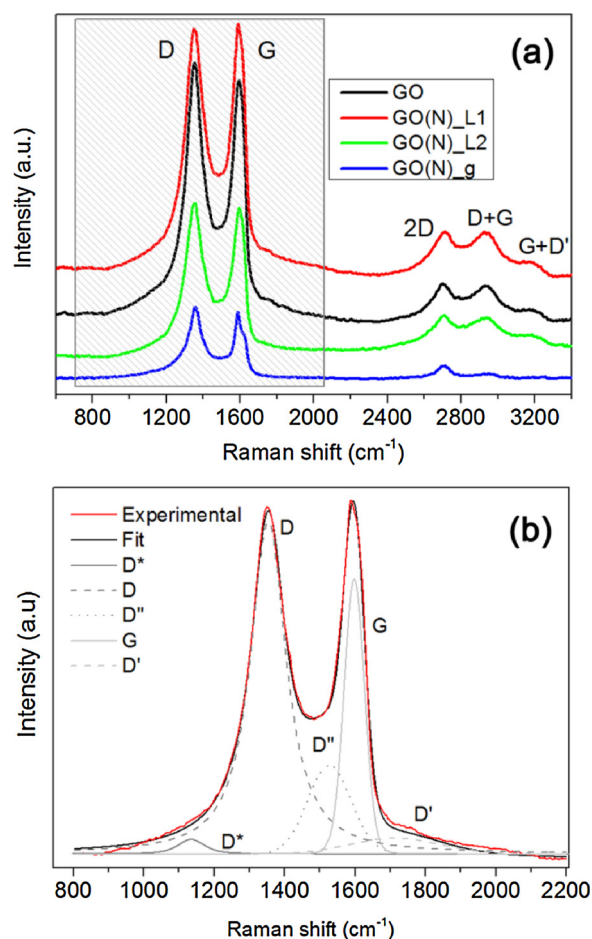 (a)
D
G
GO
GO(N)_L1
GO(N)_L2
GO(N)_g
2D
D+G
G+D'
Intensity (a.u.)
800 1200 1600 2000 2400 2800 3200
Raman shift (cm⁻¹)
(b)
Experimental
Fit
D*
D
D"
G
D'
D
G
D"
D'
D*
Intensity (a.u)
800 1000 1200 1400 1600 1800 2000 2200
Raman shift (cm⁻¹)